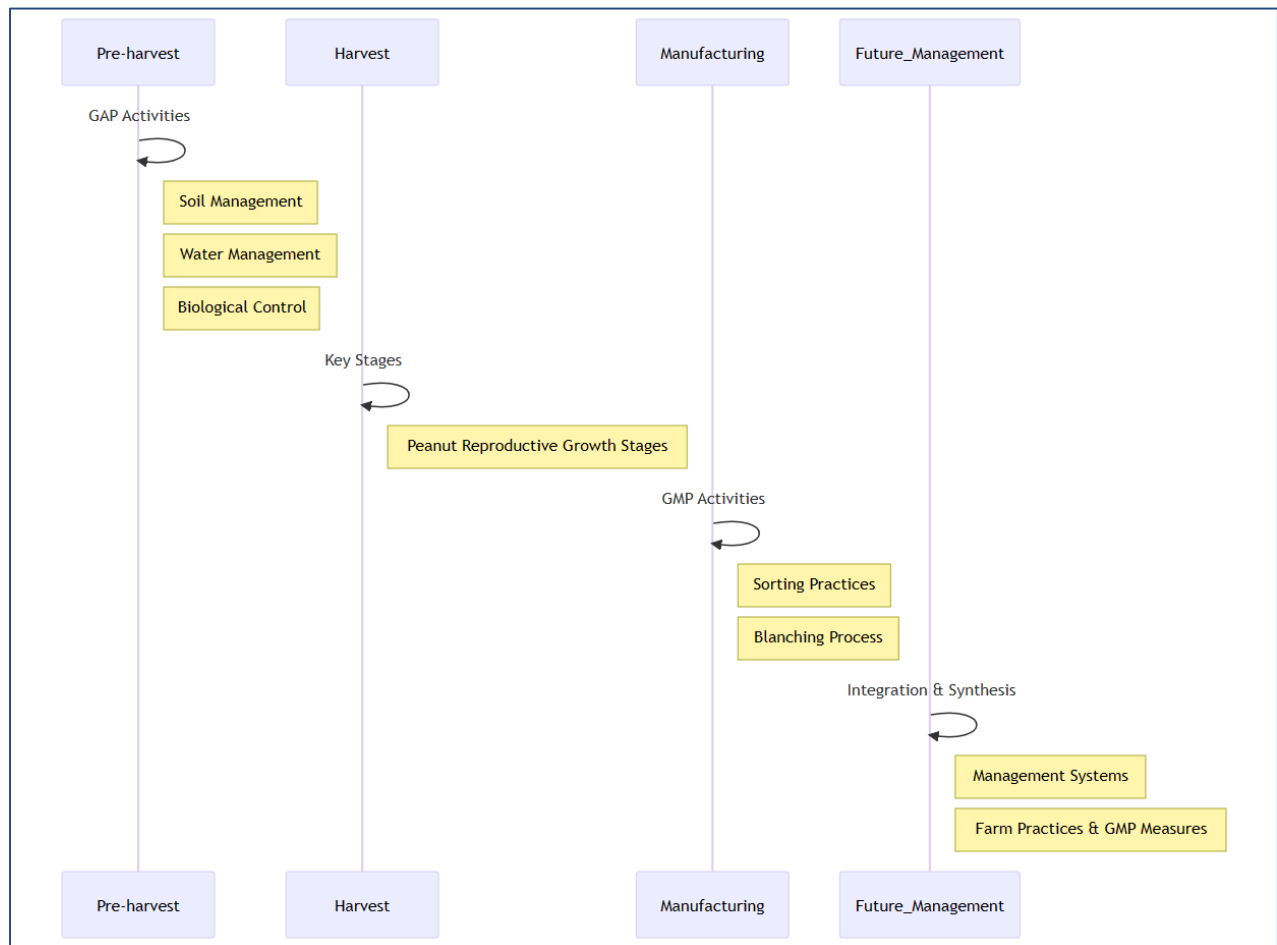 Pre-harvest
Harvest
Manufacturing
Future_Management
GAP Activities
Soil Management
Water Management
Biological Control
Key Stages
Peanut Reproductive Growth Stages
GMP Activities
Sorting Practices
Blanching Process
Integration & Synthesis
Management Systems
Farm Practices & GMP Measures
Pre-harvest
Harvest
Manufacturing
Future_Management